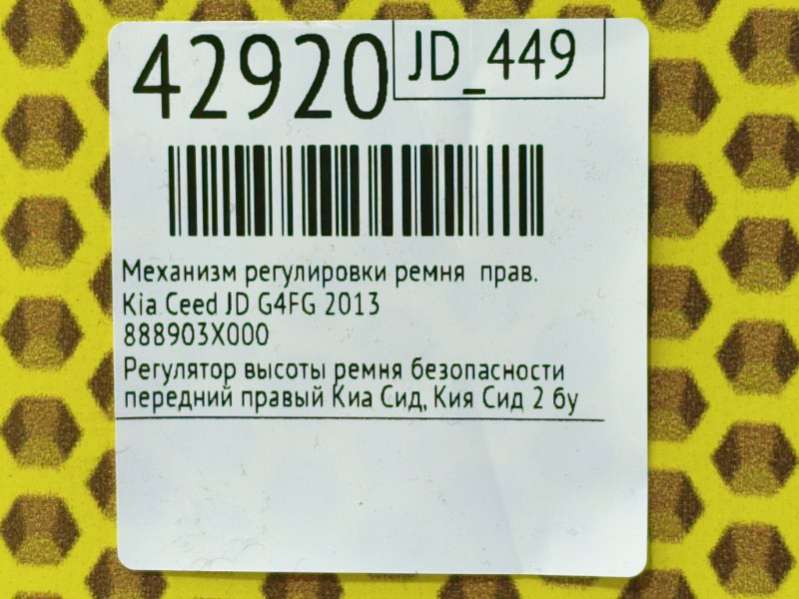 42920
JD_449
Механизм регулировки ремня прав.
Kia Ceed JD G4FG 2013
888903X000
Регулятор высоты ремня безопасности
передний правый Киа Сид, Кия Сид 2 бу